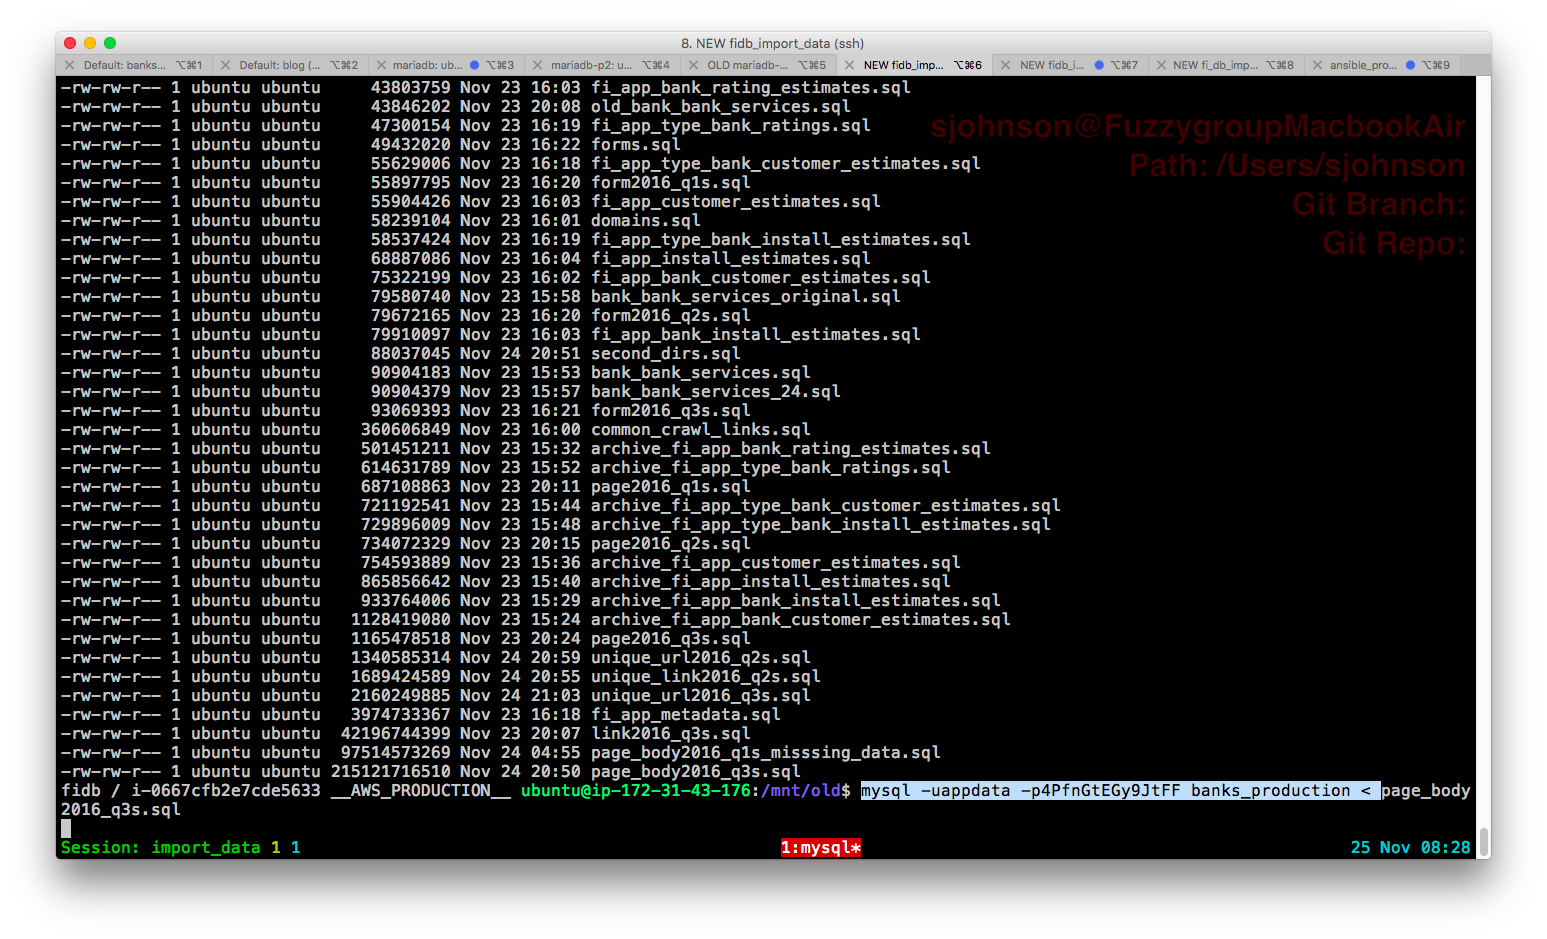 8. NEW fidb_import_data (ssh)
Default: banks... ⌥⌘1 Default: blog (... ⌥⌘2 mariadb: ub... ⌥⌘3 mariadb-p2: u... ⌥⌘4 OLD mariadb-... ⌥⌘5 NEW fidb_imp... ⌥⌘6 NEW fidb_i... ⌥⌘7 NEW fi_db_imp... ⌥⌘8 ansible_pro... ⌥⌘9
-rw-rw-r-- 1 ubuntu ubuntu 43803759 Nov 23 16:03 fi_app_bank_rating_estimates.sql
-rw-rw-r-- 1 ubuntu ubuntu 43846202 Nov 23 20:08 old_bank_bank_services.sql
-rw-rw-r-- 1 ubuntu ubuntu 47300154 Nov 23 16:19 fi_app_type_bank_ratings.sql
sjohnson@FuzzygroupMacbookAir
-rw-rw-r-- 1 ubuntu ubuntu 49432020 Nov 23 16:22 forms.sql
-rw-rw-r-- 1 ubuntu ubuntu 55629006 Nov 23 16:18 fi_app_type_bank_customer_estimates.sql
Path: /Users/sjohnson
-rw-rw-r-- 1 ubuntu ubuntu 55897795 Nov 23 16:20 form2016_q1s.sql
-rw-rw-r-- 1 ubuntu ubuntu 55904426 Nov 23 16:03 fi_app_customer_estimates.sql
Git Branch:
-rw-rw-r-- 1 ubuntu ubuntu 58239104 Nov 23 16:01 domains.sql
-rw-rw-r-- 1 ubuntu ubuntu 58537424 Nov 23 16:19 fi_app_type_bank_install_estimates.sql
Git Repo:
-rw-rw-r-- 1 ubuntu ubuntu 68887086 Nov 23 16:04 fi_app_install_estimates.sql
-rw-rw-r-- 1 ubuntu ubuntu 75322199 Nov 23 16:02 fi_app_bank_customer_estimates.sql
-rw-rw-r-- 1 ubuntu ubuntu 79580740 Nov 23 15:58 bank_bank_services_original.sql
-rw-rw-r-- 1 ubuntu ubuntu 79672165 Nov 23 16:20 form2016_q2s.sql
-rw-rw-r-- 1 ubuntu ubuntu 79910097 Nov 23 16:03 fi_app_bank_install_estimates.sql
-rw-rw-r-- 1 ubuntu ubuntu 88037045 Nov 24 20:51 second_dirs.sql
-rw-rw-r-- 1 ubuntu ubuntu 90904183 Nov 23 15:53 bank_bank_services.sql
-rw-rw-r-- 1 ubuntu ubuntu 90904379 Nov 23 15:57 bank_bank_services_24.sql
-rw-rw-r-- 1 ubuntu ubuntu 93069393 Nov 23 16:21 form2016_q3s.sql
-rw-rw-r-- 1 ubuntu ubuntu 360606849 Nov 23 16:00 common_crawl_links.sql
-rw-rw-r-- 1 ubuntu ubuntu 501451211 Nov 23 15:32 archive_fi_app_bank_rating_estimates.sql
-rw-rw-r-- 1 ubuntu ubuntu 614631789 Nov 23 15:52 archive_fi_app_type_bank_ratings.sql
-rw-rw-r-- 1 ubuntu ubuntu 687108863 Nov 23 20:11 page2016_q1s.sql
-rw-rw-r-- 1 ubuntu ubuntu 721192541 Nov 23 15:44 archive_fi_app_type_bank_customer_estimates.sql
-rw-rw-r-- 1 ubuntu ubuntu 729896009 Nov 23 15:48 archive_fi_app_type_bank_install_estimates.sql
-rw-rw-r-- 1 ubuntu ubuntu 734072329 Nov 23 20:15 page2016_q2s.sql
-rw-rw-r-- 1 ubuntu ubuntu 754593889 Nov 23 15:36 archive_fi_app_customer_estimates.sql
-rw-rw-r-- 1 ubuntu ubuntu 865856642 Nov 23 15:40 archive_fi_app_install_estimates.sql
-rw-rw-r-- 1 ubuntu ubuntu 933764006 Nov 23 15:29 archive_fi_app_bank_install_estimates.sql
-rw-rw-r-- 1 ubuntu ubuntu 1128419080 Nov 23 15:24 archive_fi_app_bank_customer_estimates.sql
-rw-rw-r-- 1 ubuntu ubuntu 1165478518 Nov 23 20:24 page2016_q3s.sql
-rw-rw-r-- 1 ubuntu ubuntu 1340585314 Nov 24 20:59 unique_url2016_q2s.sql
-rw-rw-r-- 1 ubuntu ubuntu 1689424589 Nov 24 20:55 unique_link2016_q2s.sql
-rw-rw-r-- 1 ubuntu ubuntu 2160249885 Nov 24 21:03 unique_url2016_q3s.sql
-rw-rw-r-- 1 ubuntu ubuntu 3974733367 Nov 23 16:18 fi_app_metadata.sql
-rw-rw-r-- 1 ubuntu ubuntu 42196744399 Nov 23 20:07 link2016_q3s.sql
-rw-rw-r-- 1 ubuntu ubuntu 97514573269 Nov 24 04:55 page_body2016_q1s_misssing_data.sql
-rw-rw-r-- 1 ubuntu ubuntu 215121716510 Nov 24 20:50 page_body2016_q3s.sql
fidb / i-0667cfb2e7cde5633 __AWS_PRODUCTION__ ubuntu@ip-172-31-43-176:/mnt/old$ mysql -uappdata -p4PfnGtEGy9JtFF banks_production < page_body
2016_q3s.sql
Session: import_data 1 1 1:mysql* 25 Nov 08:28